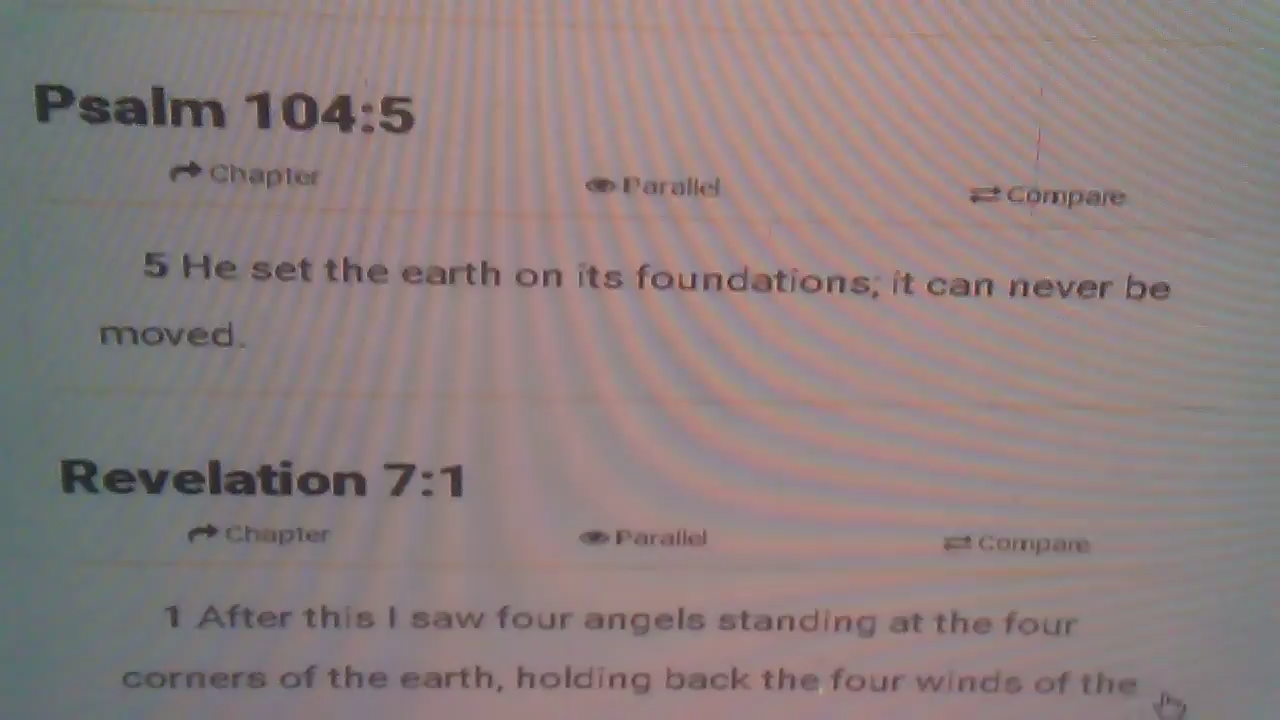 Psalm 104:5
Chapter Parallel Compare
5 He set the earth on its foundations; it can never be
moved.
Revelation 7:1
Chapter Parallel Compare
1 After this I saw four angels standing at the four
corners of the earth, holding back the four winds of the